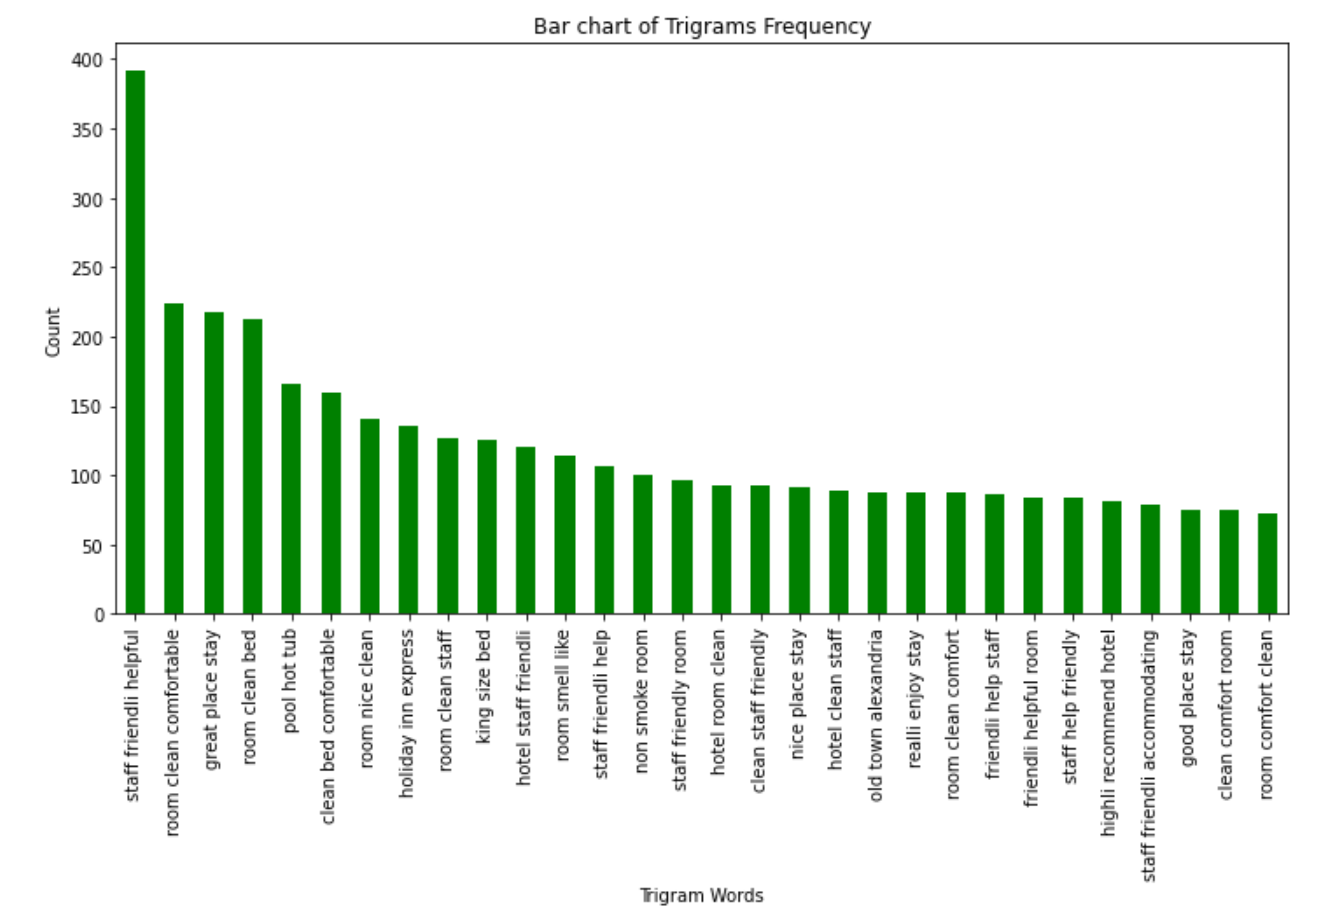 Bar chart of Trigrams Frequency
400
350
300
250
200
150
100
50
0
Count
staff friendli helpful
room clean comfortable
great place stay
room clean bed
pool hot tub
clean bed comfortable
room nice clean
holiday inn express
room clean staff
king size bed
hotel staff friendli
room smell like
staff friendli help
non smoke room
staff friendly room
hotel room clean
clean staff friendly
nice place stay
hotel clean staff
old town alexandria
realli enjoy stay
room clean comfort
friendli help staff
friendli helpful room
staff help friendly
highli recommend hotel
staff friendli accommodating
good place stay
clean comfort room
room comfort clean
Trigram Words